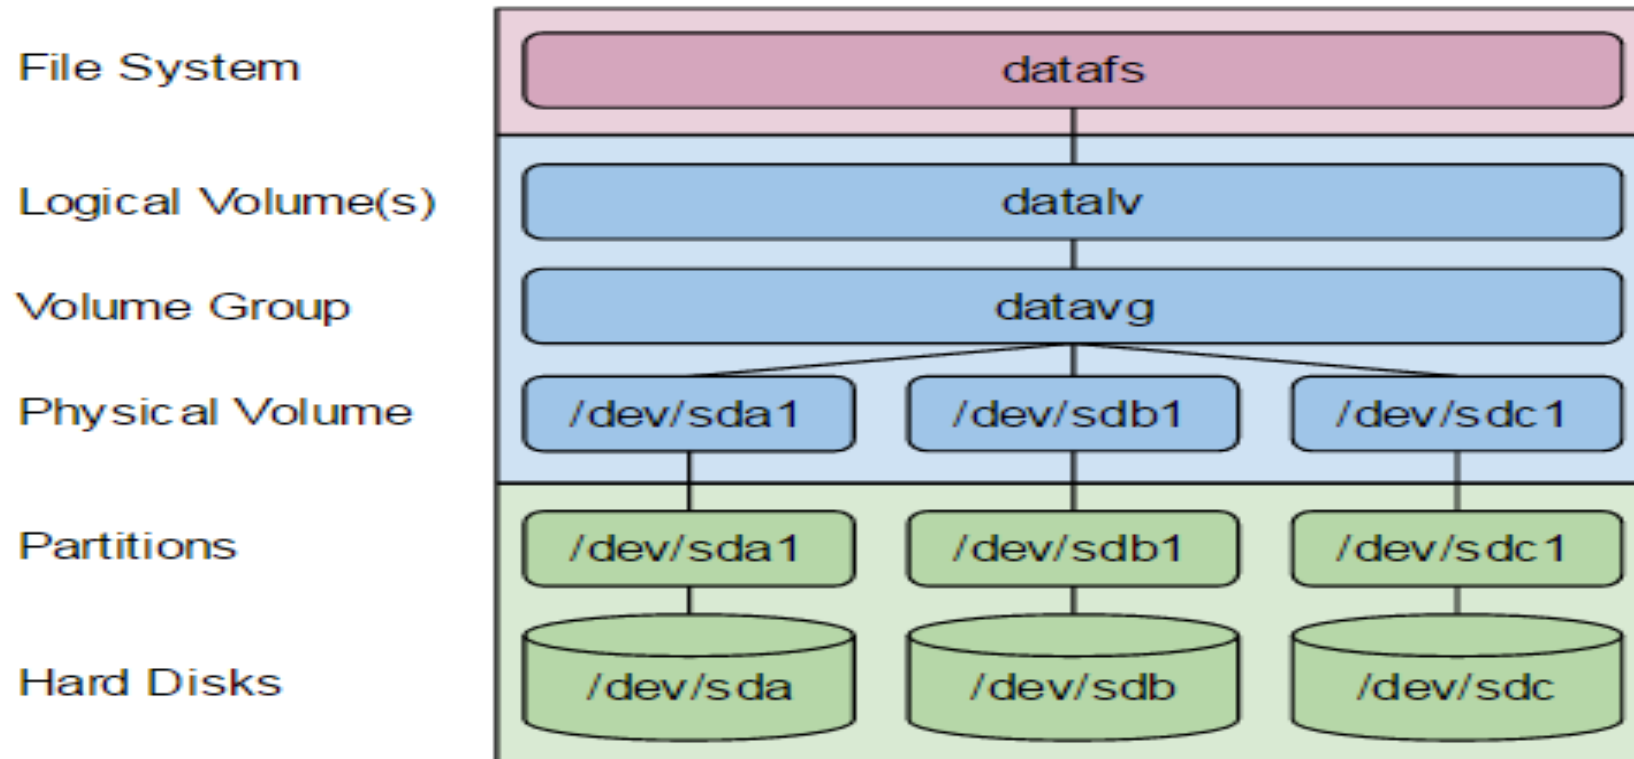 File System
datafs
Logical Volume(s)
datalv
Volume Group
datavg
Physical Volume
/dev/sda1 /dev/sdb1 /dev/sdc1
Partitions
/dev/sda1 /dev/sdb1 /dev/sdc1
Hard Disks
/dev/sda /dev/sdb /dev/sdc